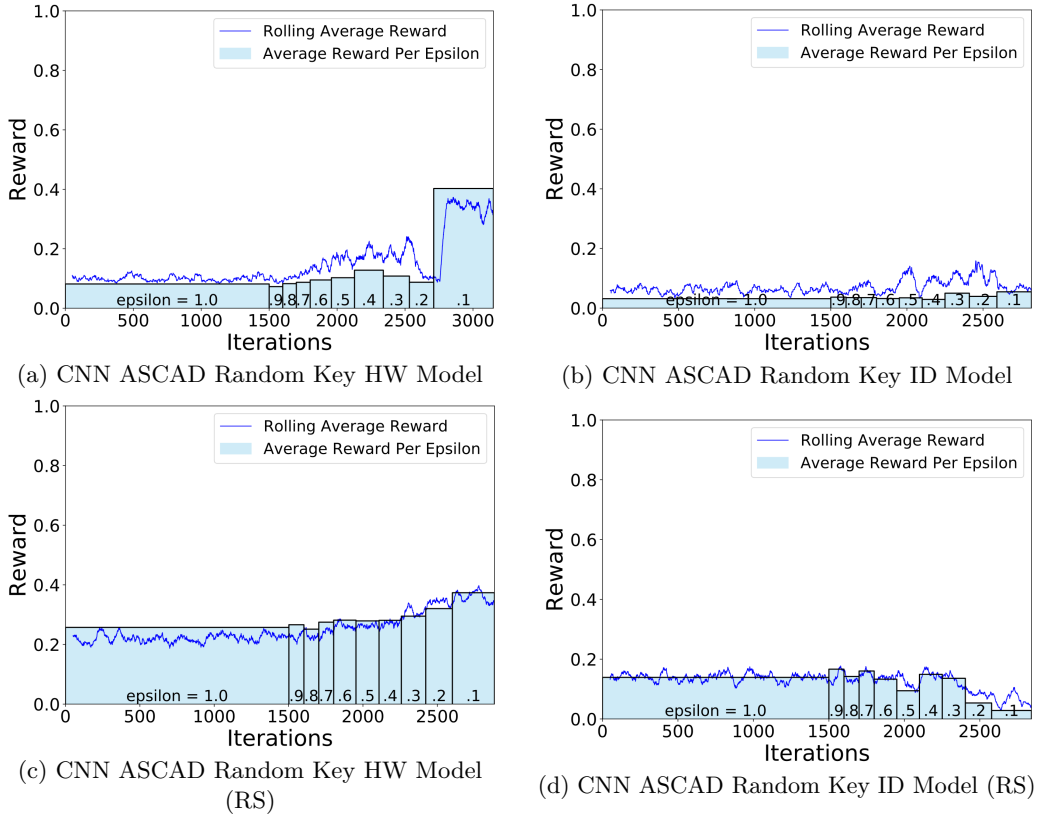 1.0
0.8
0.6
0.4
0.2
0.0
Reward
Rolling Average Reward
Average Reward Per Epsilon
epsilon = 1.0 .9 .8 .7 .6 .5 .4 .3 .2 .1
0 500 1000 1500 2000 2500 3000
Iterations
(a) CNN ASCAD Random Key HW Model
1.0
0.8
0.6
0.4
0.2
0.0
Reward
Rolling Average Reward
Average Reward Per Epsilon
epsilon = 1.0 .9 .8 .7 .6 .5 .4 .3 .2 .1
0 500 1000 1500 2000 2500
Iterations
(b) CNN ASCAD Random Key ID Model
1.0
0.8
0.6
0.4
0.2
0.0
Reward
Rolling Average Reward
Average Reward Per Epsilon
epsilon = 1.0 .9 .8 .7 .6 .5 .4 .3 .2 .1
0 500 1000 1500 2000 2500
Iterations
(c) CNN ASCAD Random Key HW Model
(RS)
1.0
0.8
0.6
0.4
0.2
0.0
Reward
Rolling Average Reward
Average Reward Per Epsilon
epsilon = 1.0 .9 .8 .7 .6 .5 .4 .3 .2 .1
0 500 1000 1500 2000 2500
Iterations
(d) CNN ASCAD Random Key ID Model (RS)